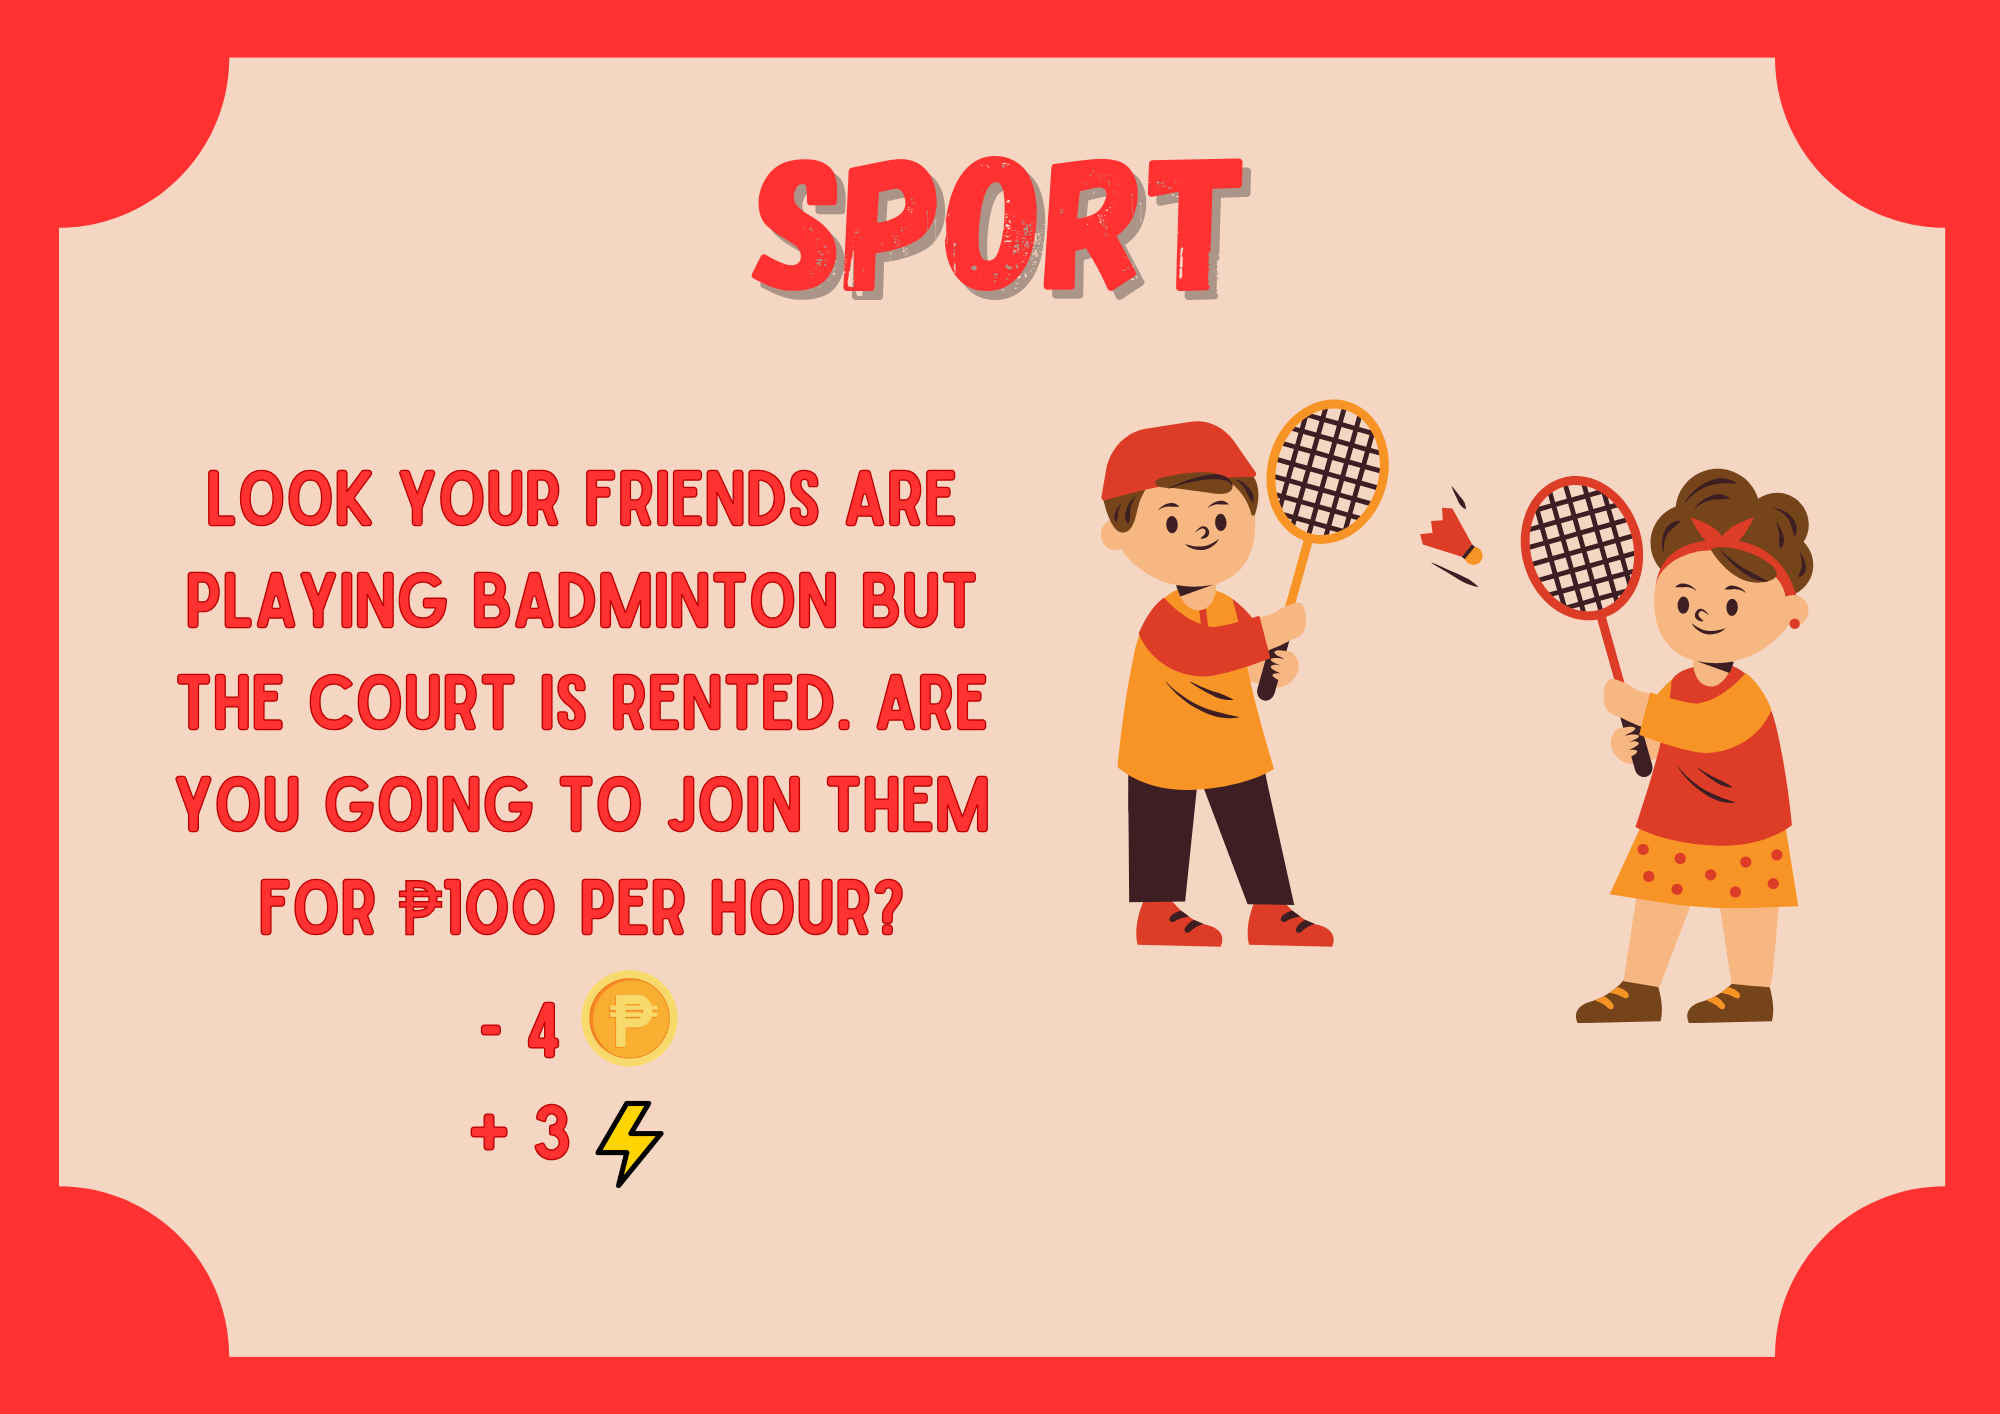 SPORT
LOOK YOUR FRIENDS ARE
PLAYING BADMINTON BUT
THE COURT IS RENTED. ARE
YOU GOING TO JOIN THEM
FOR ₱100 PER HOUR?
- 4 ₱
+ 3